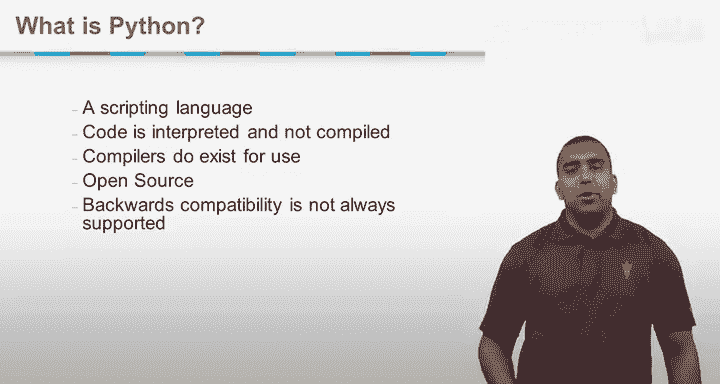 What is Python?
- A scripting language
- Code is interpreted and not compiled
- Compilers do exist for use
- Open Source
- Backwards compatibility is not always
supported